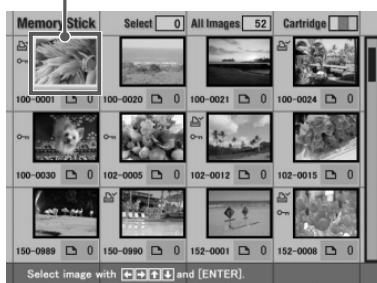 Memory Stick Select 0 All Images 52 Cartridge
100-0001 0 100-0020 0 100-0021 0 100-0024 0
100-0030 0 102-0005 0 102-0012 0 102-0015 0
150-0989 0 150-0990 0 152-0001 0 152-0008 0
Select image with ←→↑↓ and [ENTER].